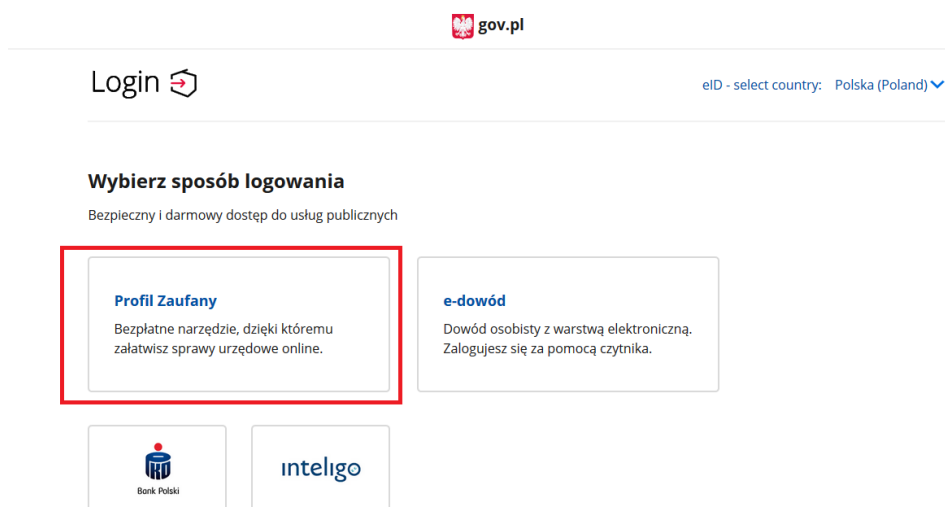 gov.pl
Login
eID - select country: Polska (Poland)
Wybierz sposób logowania
Bezpieczny i darmowy dostęp do usług publicznych
Profil Zaufany
Bezpłatne narzędzie, dzięki któremu
załatwisz sprawy urzędowe online.
e-dowód
Dowód osobisty z warstwą elektroniczną.
Zalogujesz się za pomocą czytnika.
PKO
Bank Polski
inteligo